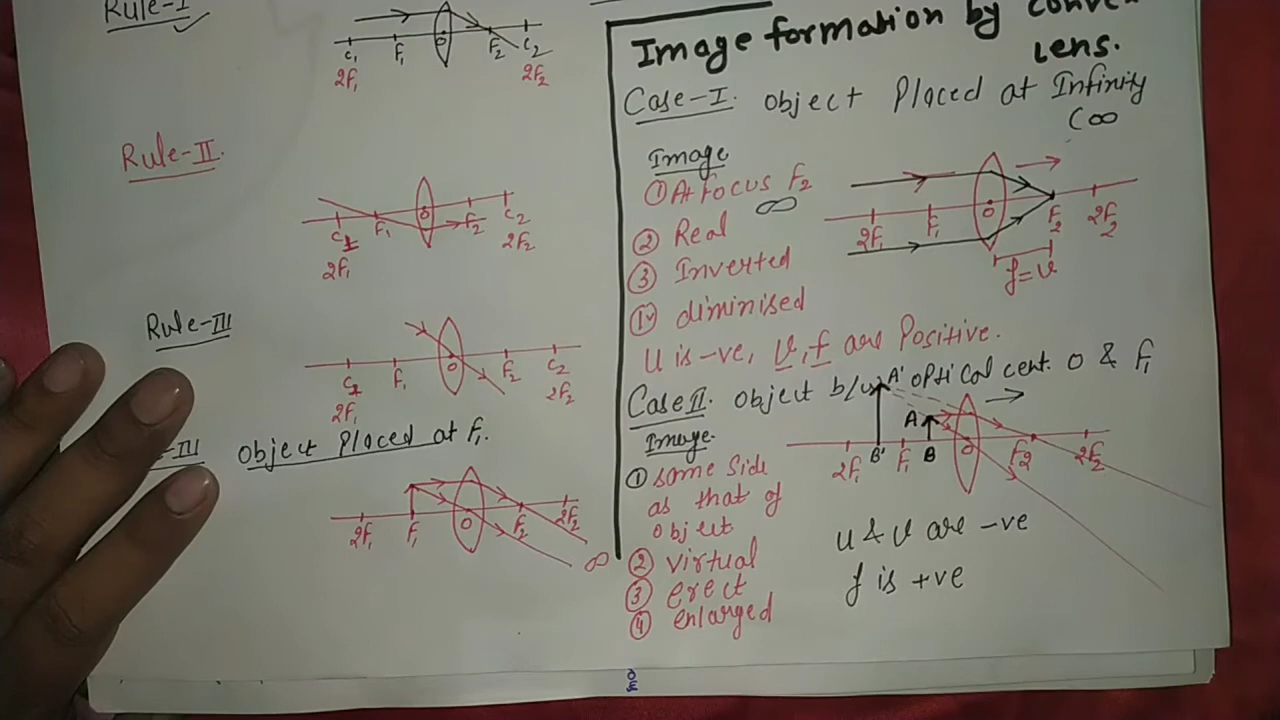 Rule-I
C1 F1 O F2 C2
2F1 2F2
Rule-II.
C1 F1 O F2 C2
2F1 2F2
Rule-III
C1 F1 O F2 C2
2F1 2F2
-III object placed at F1.
2F1 F1 O F2 2F2
∞
Image formation by
lens.
Case-I. object Placed at Infinity
(∞
Image
① At Focus F2
∞
② Real
③ Inverted
④ diminised
2F1 F1 O F2 2F2
f=v
u is -ve, v, f are Positive.
Case II. object b/w optical cent. O & F1
Image.
① same side
as that of
object
② virtual
③ erect
④ enlarged
A' A
2F1 B' F1 B O F2 2F2
u & v are -ve
f is +ve